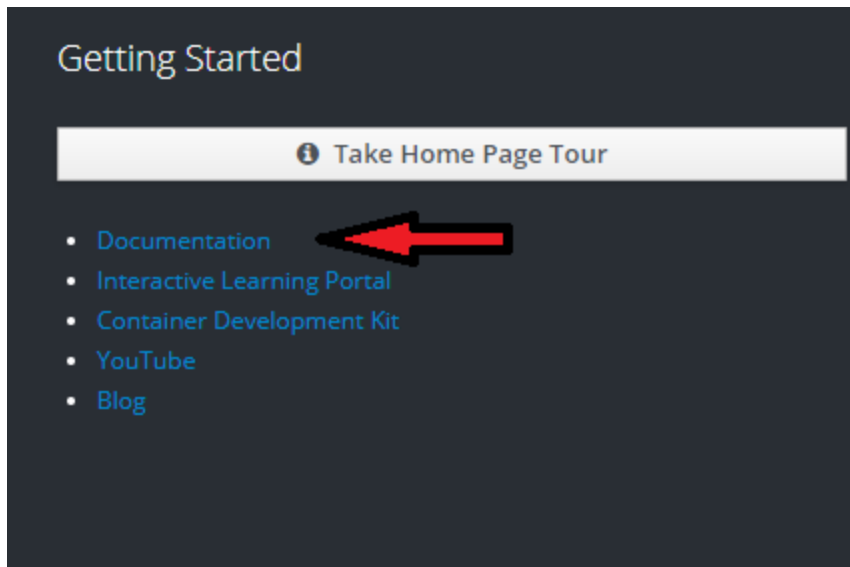 Getting Started
Take Home Page Tour
Documentation
Interactive Learning Portal
Container Development Kit
YouTube
Blog